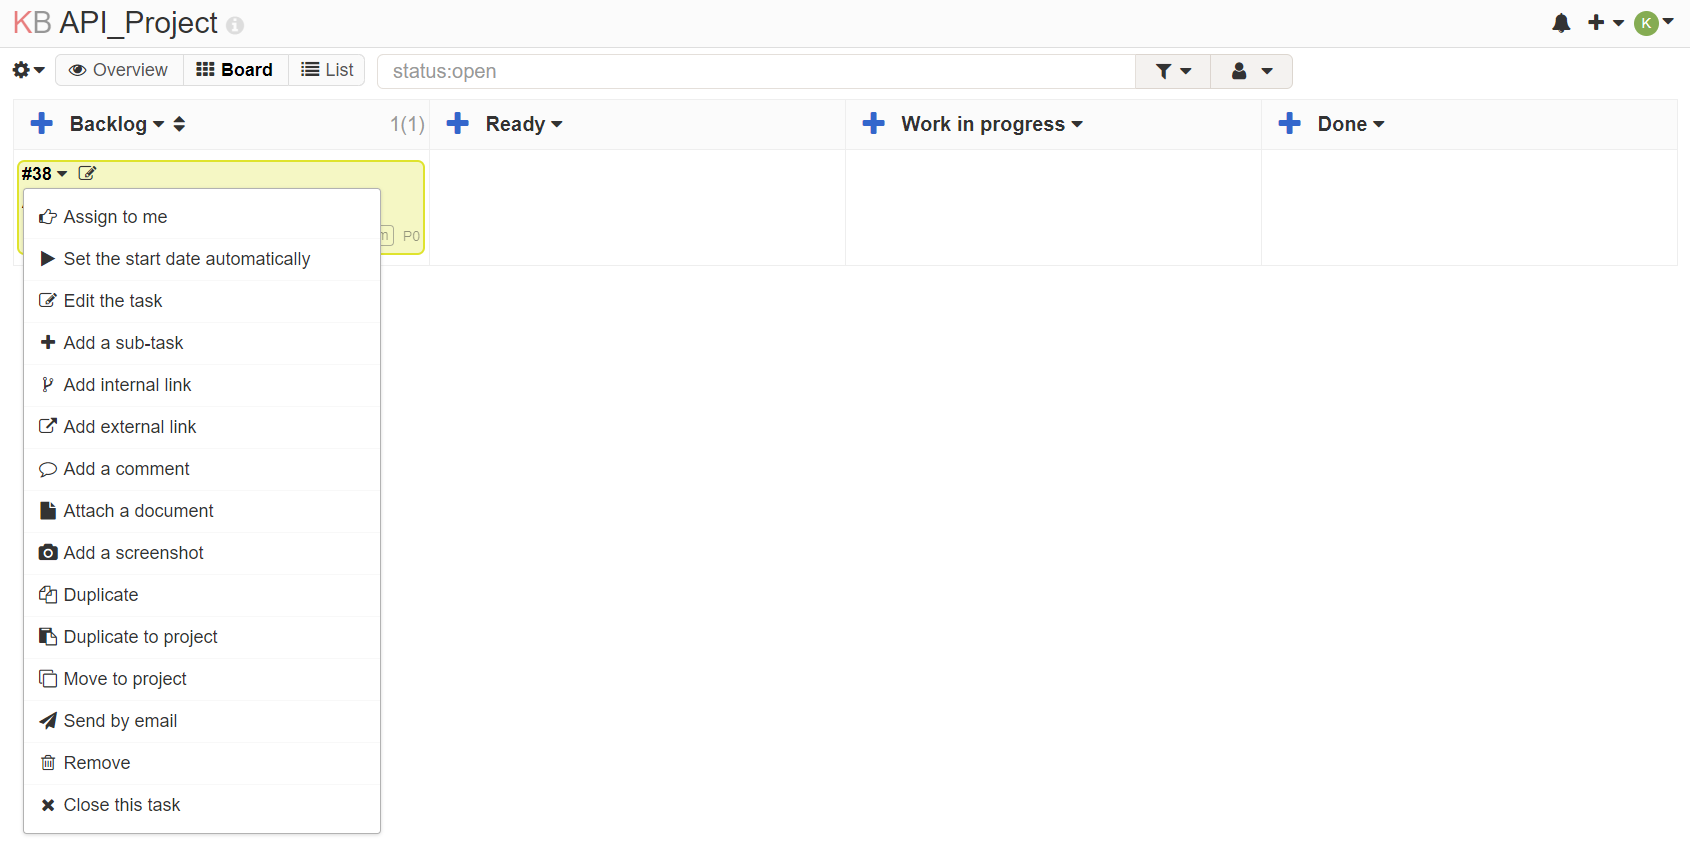 KB API_Project
K
Overview Board List status:open
Backlog 1(1) Ready Work in progress Done
#38
P0
Assign to me
Set the start date automatically
Edit the task
Add a sub-task
Add internal link
Add external link
Add a comment
Attach a document
Add a screenshot
Duplicate
Duplicate to project
Move to project
Send by email
Remove
Close this task